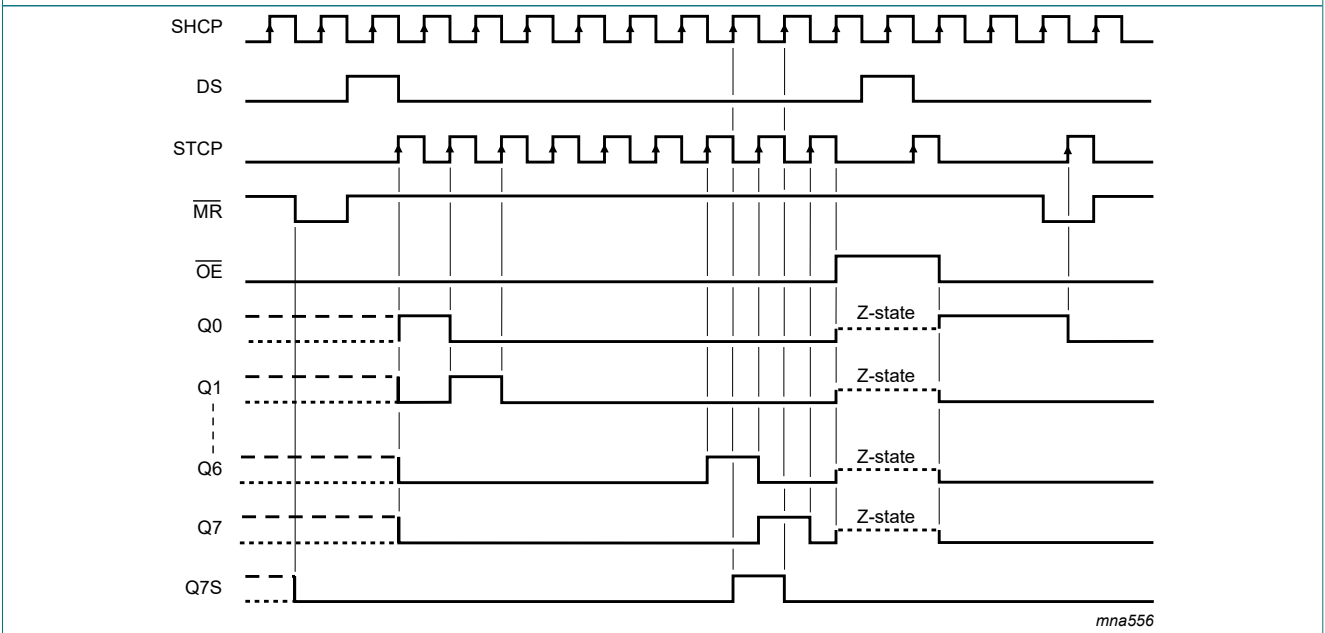 SHCP
DS
STCP
MR
OE
Q0
Z-state
Q1
Z-state
Q6
Z-state
Q7
Z-state
Q7S
mna556